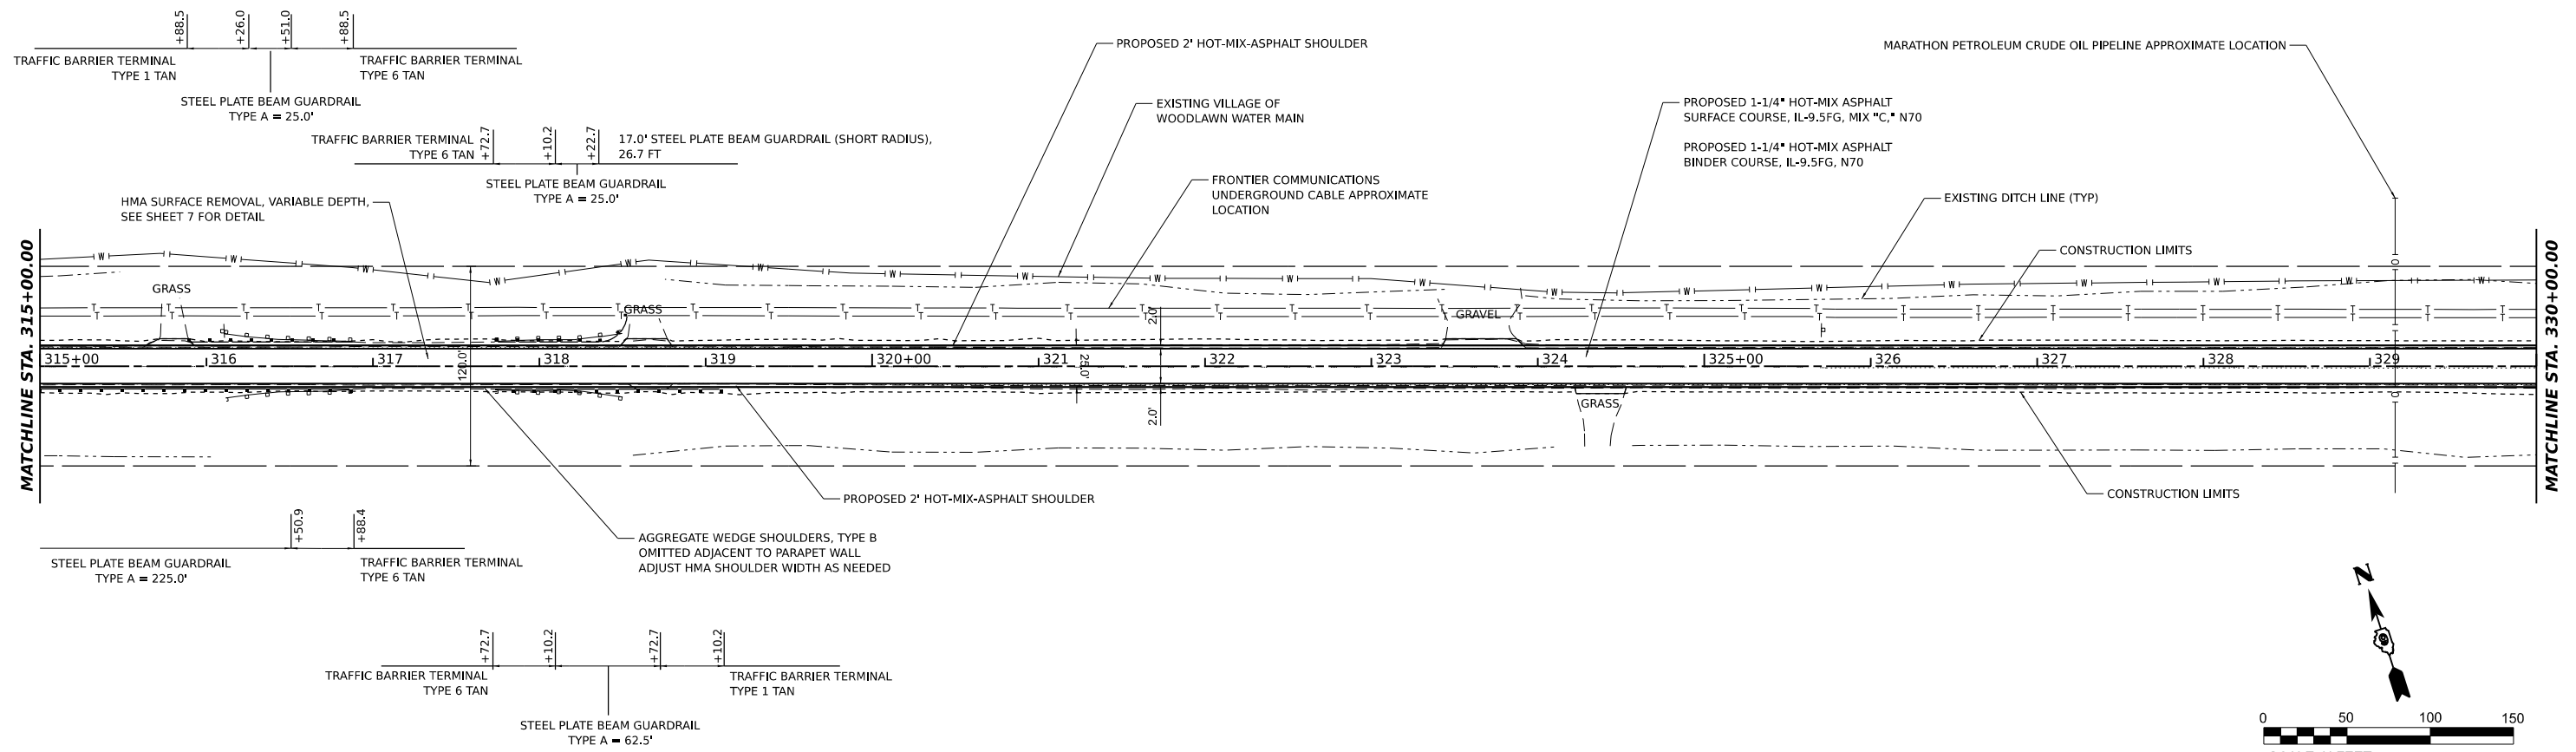 +88.5
+26.0
+51.0
+88.5
TRAFFIC BARRIER TERMINAL
TYPE 1 TAN
TRAFFIC BARRIER TERMINAL
TYPE 6 TAN
STEEL PLATE BEAM GUARDRAIL
TYPE A = 25.0'
TRAFFIC BARRIER TERMINAL
TYPE 6 TAN
+72.7
+10.2
+22.7
17.0' STEEL PLATE BEAM GUARDRAIL (SHORT RADIUS),
26.7 FT
STEEL PLATE BEAM GUARDRAIL
TYPE A = 25.0'
HMA SURFACE REMOVAL, VARIABLE DEPTH,
SEE SHEET 7 FOR DETAIL
PROPOSED 2' HOT-MIX-ASPHALT SHOULDER
EXISTING VILLAGE OF
WOODLAWN WATER MAIN
FRONTIER COMMUNICATIONS
UNDERGROUND CABLE APPROXIMATE
LOCATION
PROPOSED 1-1/4" HOT-MIX ASPHALT
SURFACE COURSE, IL-9.5FG, MIX "C," N70
PROPOSED 1-1/4" HOT-MIX ASPHALT
BINDER COURSE, IL-9.5FG, N70
MARATHON PETROLEUM CRUDE OIL PIPELINE APPROXIMATE LOCATION
EXISTING DITCH LINE (TYP)
CONSTRUCTION LIMITS
MATCHLINE STA. 315+00.00
GRASS
GRASS
GRAVEL
315+00
316
317
318
319
320+00
321
322
323
324
325+00
326
327
328
329
120.0'
25.0'
2.0'
2.0'
GRASS
MATCHLINE STA. 330+00.00
PROPOSED 2' HOT-MIX-ASPHALT SHOULDER
CONSTRUCTION LIMITS
AGGREGATE WEDGE SHOULDERS, TYPE B
OMITTED ADJACENT TO PARAPET WALL
ADJUST HMA SHOULDER WIDTH AS NEEDED
+50.9
+88.4
STEEL PLATE BEAM GUARDRAIL
TYPE A = 225.0'
TRAFFIC BARRIER TERMINAL
TYPE 6 TAN
+72.7
+10.2
+72.7
+10.2
TRAFFIC BARRIER TERMINAL
TYPE 6 TAN
TRAFFIC BARRIER TERMINAL
TYPE 1 TAN
STEEL PLATE BEAM GUARDRAIL
TYPE A = 62.5'
N
0 50 100 150